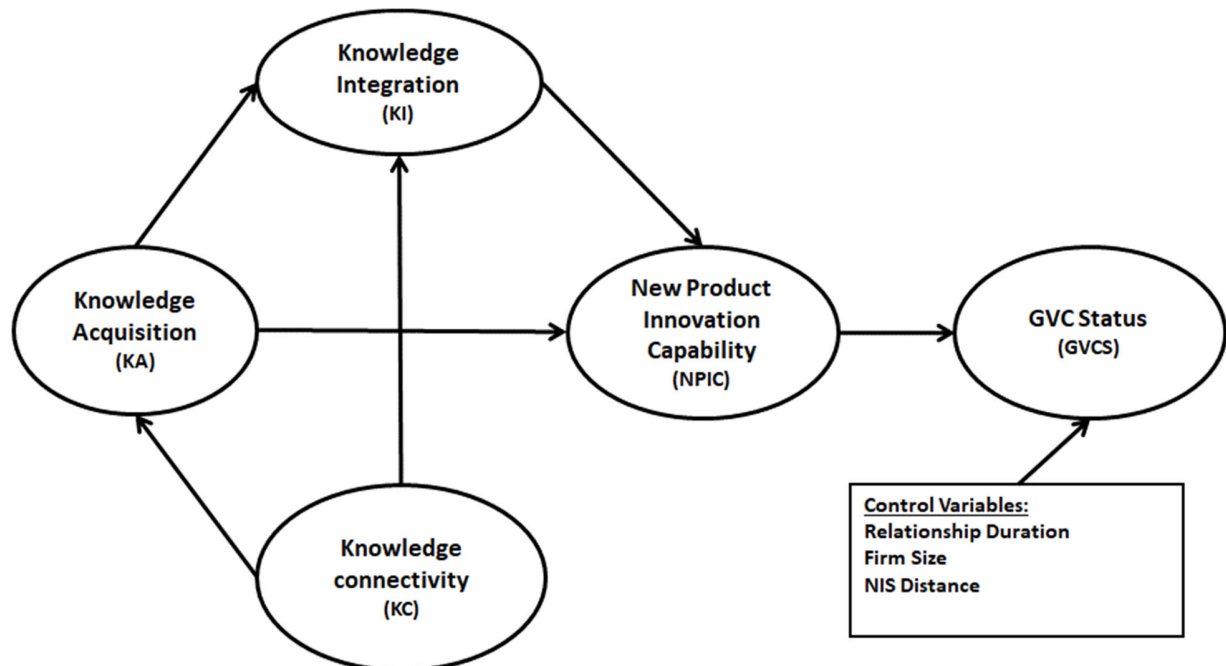 Knowledge
Integration
(KI)
Knowledge
Acquisition
(KA)
New Product
Innovation
Capability
(NPIC)
GVC Status
(GVCS)
Knowledge
connectivity
(KC)
Control Variables:
Relationship Duration
Firm Size
NIS Distance